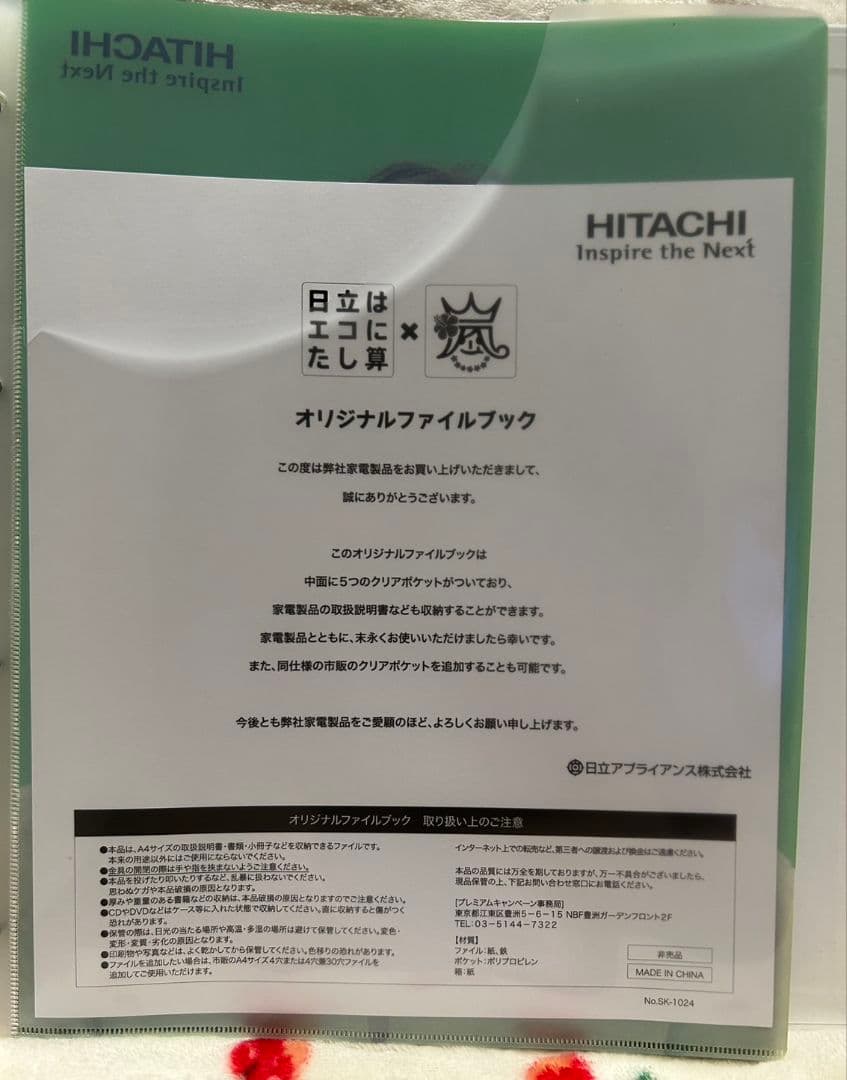 HITACHI
Inspire the Next
HITACHI
Inspire the Next
日立は
エコに
たし算
×
嵐
オリジナルファイルブック
この度は弊社家電製品をお買い上げいただきまして、
誠にありがとうございます。
このオリジナルファイルブックは
中面に5つのクリアポケットがついており、
家電製品の取扱説明書なども収納することができます。
家電製品とともに、末永くお使いいただけましたら幸いです。
また、同仕様の市販のクリアポケットを追加することも可能です。
今後とも弊社家電製品をご愛顧のほど、よろしくお願い申し上げます。
日立アプライアンス株式会社
オリジナルファイルブック 取り扱い上のご注意
●本品は、A4サイズの取扱説明書・書類・小冊子などを収納できるファイルです。
本来の用途以外にはご使用にならないでください。
●金具の開閉の際は手や指を挟まないようご注意ください。
●本品を投げたり叩いたりするなど、乱暴に扱わないでください。
思わぬケガや本品破損の原因となります。
●厚みや重量のある書籍などの収納は、本品破損の原因となりますのでご注意ください。
●CDやDVDなどはケース等に入れた状態で収納してください。直に収納すると傷がつく
恐れがあります。
●保管の際は、日光の当たる場所や高温・多湿の場所は避けて保管してください。変色・
変形・変質・劣化の原因となります。
●印刷物や写真などは、よく乾かしてから保管してください。色移りの恐れがあります。
●ファイルを追加したい場合は、市販のA4サイズ4穴または4穴兼30穴ファイルを
追加してご使用いただけます。
インターネット上での転売など、第三者への譲渡および換金はご遠慮ください。
本品の品質には万全を期しておりますが、万一不具合がございましたら、
現品保管の上、下記お問い合わせ窓口にお電話ください。
[プレミアムキャンペーン事務局]
東京都江東区豊洲5-6-15 NBF豊洲ガーデンフロント2F
TEL:03-5144-7322
【材質】
ファイル:紙、鉄
ポケット:ポリプロピレン
箱:紙
非売品
MADE IN CHINA
No.SK-1024